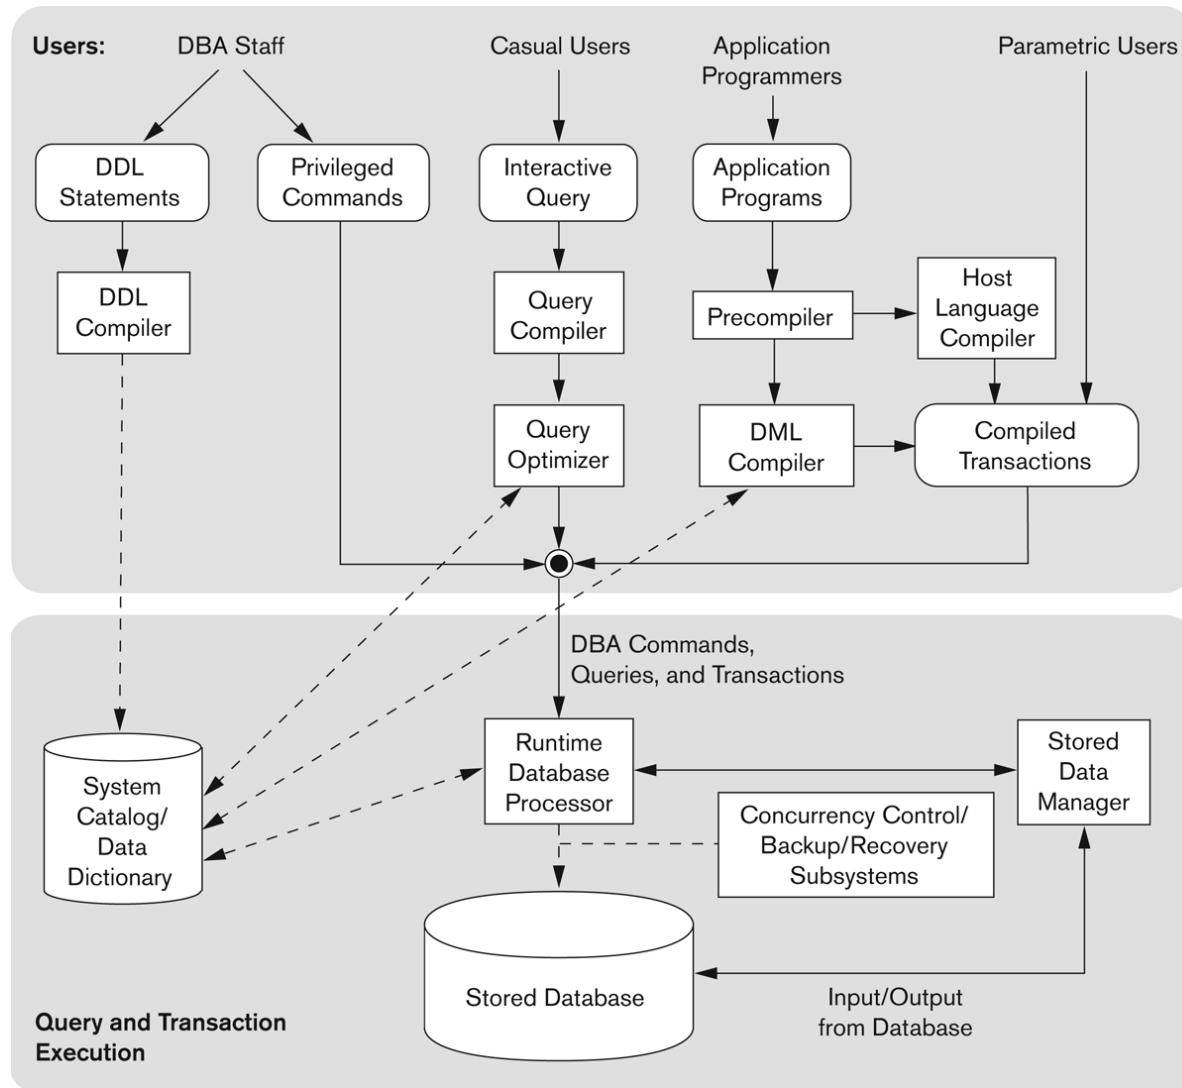 Users:
DBA Staff
Casual Users
Application
Programmers
Parametric Users
DDL
Statements
Privileged
Commands
Interactive
Query
Application
Programs
DDL
Compiler
Query
Compiler
Precompiler
Host
Language
Compiler
Query
Optimizer
DML
Compiler
Compiled
Transactions
DBA Commands,
Queries, and Transactions
System
Catalog/
Data
Dictionary
Runtime
Database
Processor
Stored
Data
Manager
Concurrency Control/
Backup/Recovery
Subsystems
Stored Database
Input/Output
from Database
Query and Transaction
Execution